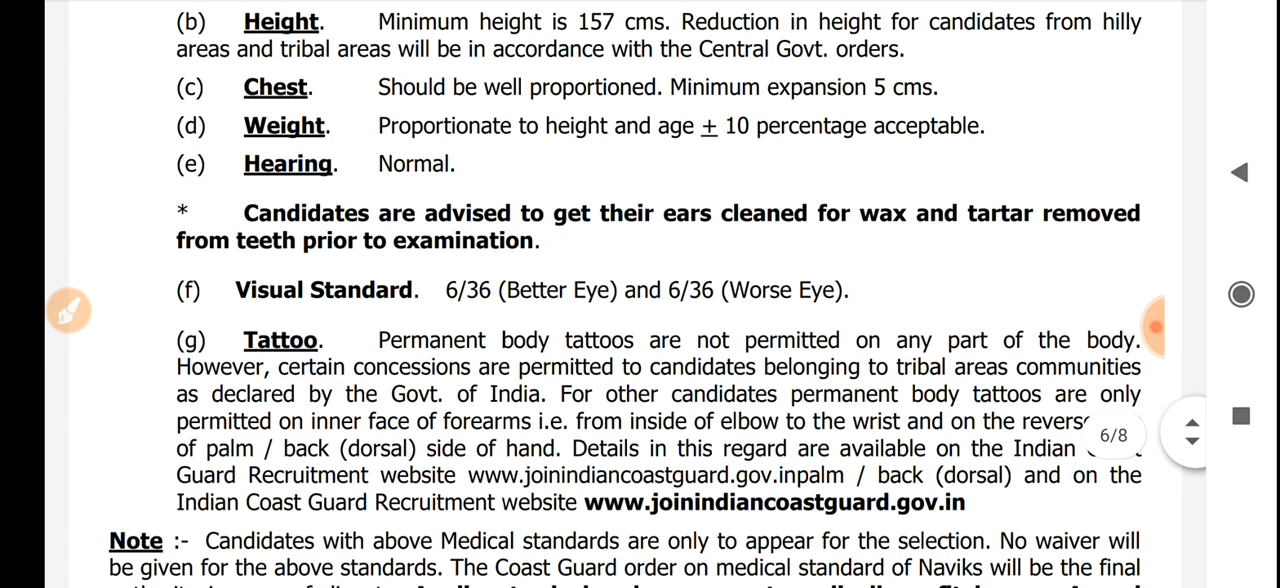 (b) Height. Minimum height is 157 cms. Reduction in height for candidates from hilly
areas and tribal areas will be in accordance with the Central Govt. orders.
(c) Chest. Should be well proportioned. Minimum expansion 5 cms.
(d) Weight. Proportionate to height and age ± 10 percentage acceptable.
(e) Hearing. Normal.
* Candidates are advised to get their ears cleaned for wax and tartar removed
from teeth prior to examination.
(f) Visual Standard. 6/36 (Better Eye) and 6/36 (Worse Eye).
(g) Tattoo. Permanent body tattoos are not permitted on any part of the body.
However, certain concessions are permitted to candidates belonging to tribal areas communities
as declared by the Govt. of India. For other candidates permanent body tattoos are only
permitted on inner face of forearms i.e. from inside of elbow to the wrist and on the
of palm / back (dorsal) side of hand. Details in this regard are available on the Indian
Guard Recruitment website www.joinindiancoastguard.gov.inpalm / back (dorsal) and on the
Indian Coast Guard Recruitment website www.joinindiancoastguard.gov.in
6/8
Note :- Candidates with above Medical standards are only to appear for the selection. No waiver will
be given for the above standards. The Coast Guard order on medical standard of Naviks will be the final